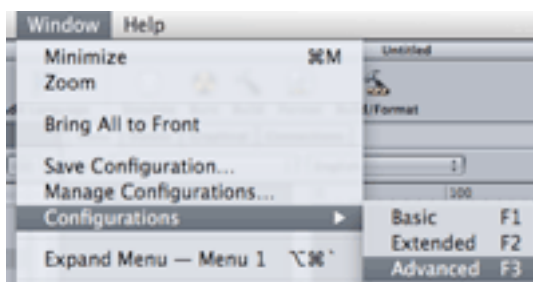 Window Help
Minimize ⌘M
Untitled
Zoom
/Format
Bring All to Front
Save Configuration...
Manage Configurations...
100
Configurations ▶
Basic F1
Extended F2
Expand Menu — Menu 1 ⌥⌘`
Advanced F3